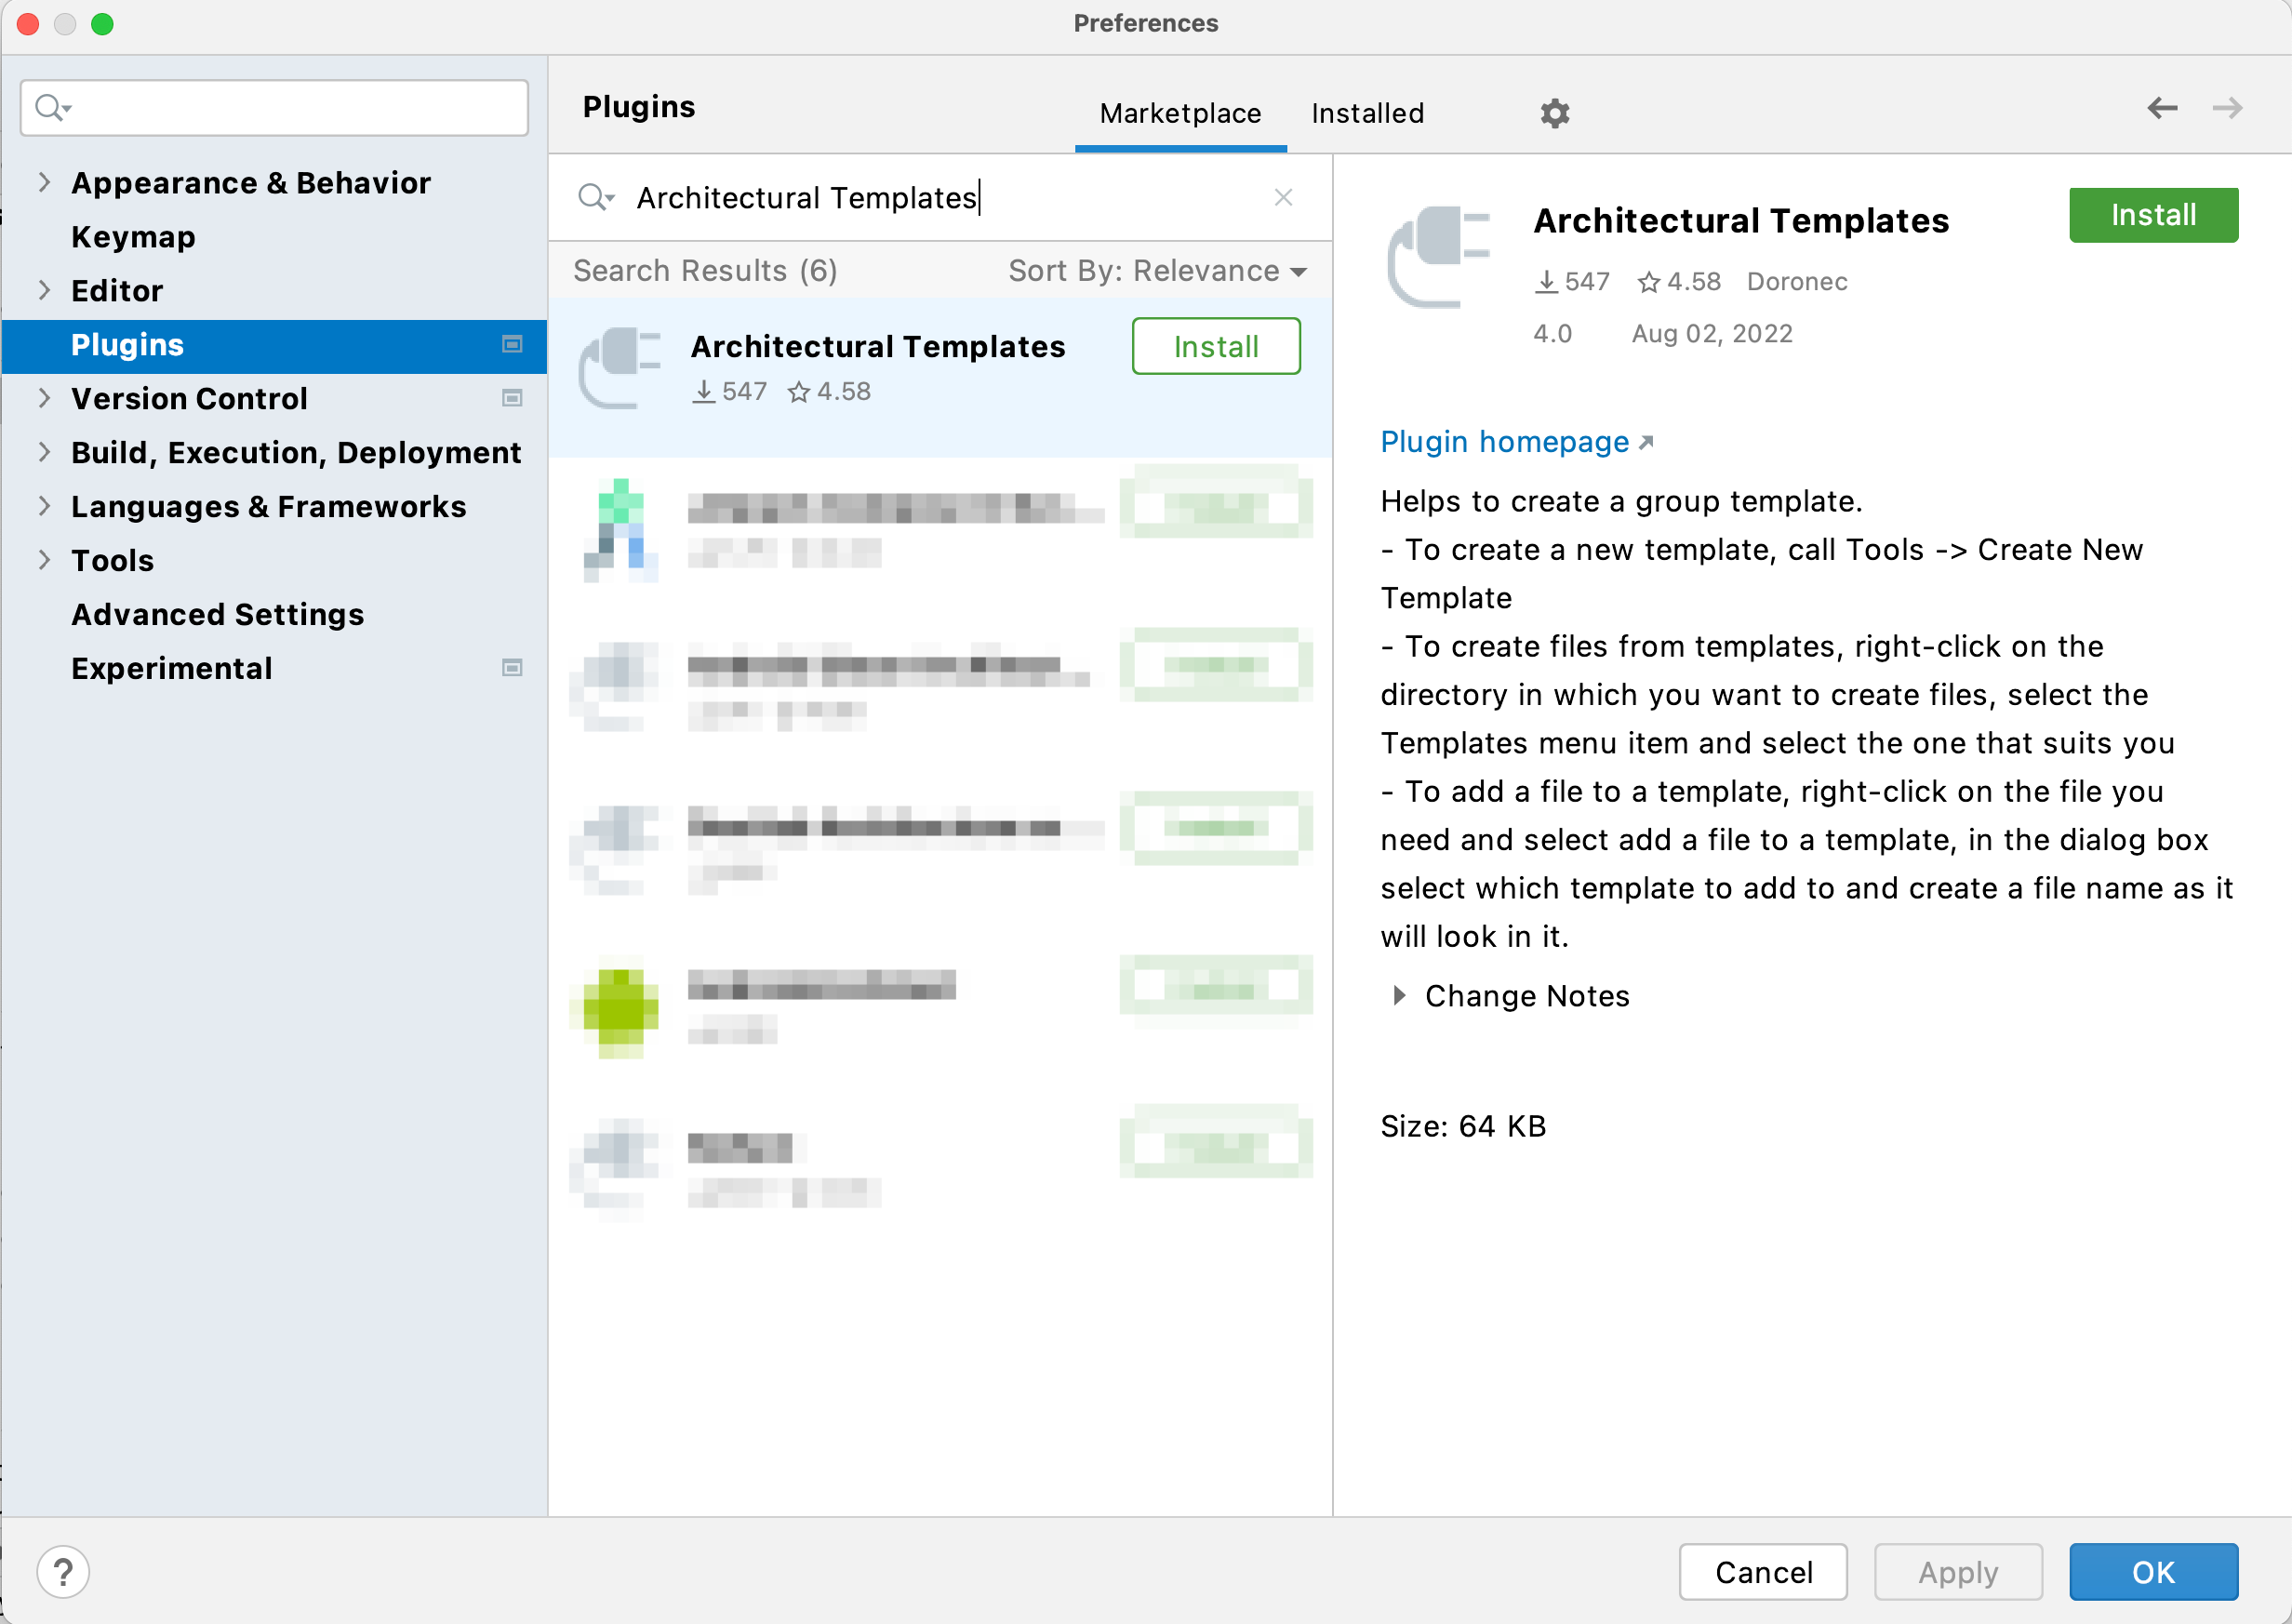 Preferences
Appearance & Behavior
Keymap
Editor
Plugins
Version Control
Build, Execution, Deployment
Languages & Frameworks
Tools
Advanced Settings
Experimental
Plugins
Marketplace
Installed
Architectural Templates
Search Results (6)
Sort By: Relevance
Architectural Templates
Install
547
4.58
Architectural Templates
Install
547 4.58 Doronec
4.0 Aug 02, 2022
Plugin homepage
Helps to create a group template.
- To create a new template, call Tools -> Create New
Template
- To create files from templates, right-click on the
directory in which you want to create files, select the
Templates menu item and select the one that suits you
- To add a file to a template, right-click on the file you
need and select add a file to a template, in the dialog box
select which template to add to and create a file name as it
will look in it.
Change Notes
Size: 64 KB
?
Cancel
Apply
OK